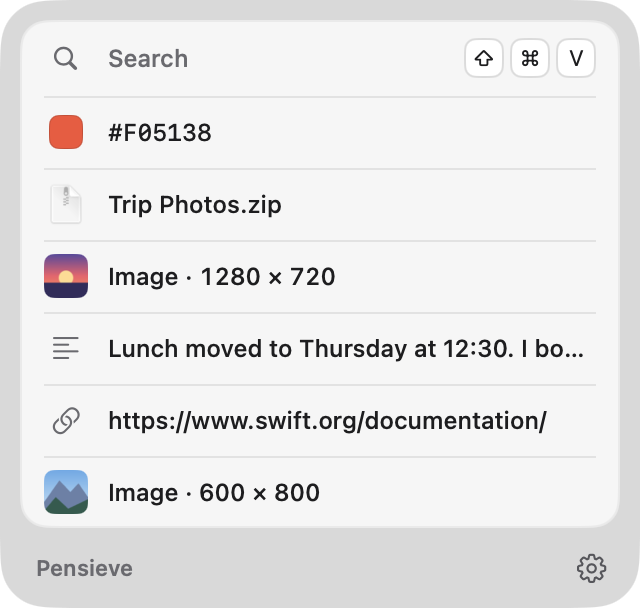 Search ⇧ ⌘ V
#F05138
Trip Photos.zip
Image · 1280 × 720
Lunch moved to Thursday at 12:30. I bo...
https://www.swift.org/documentation/
Image · 600 × 800
Pensieve